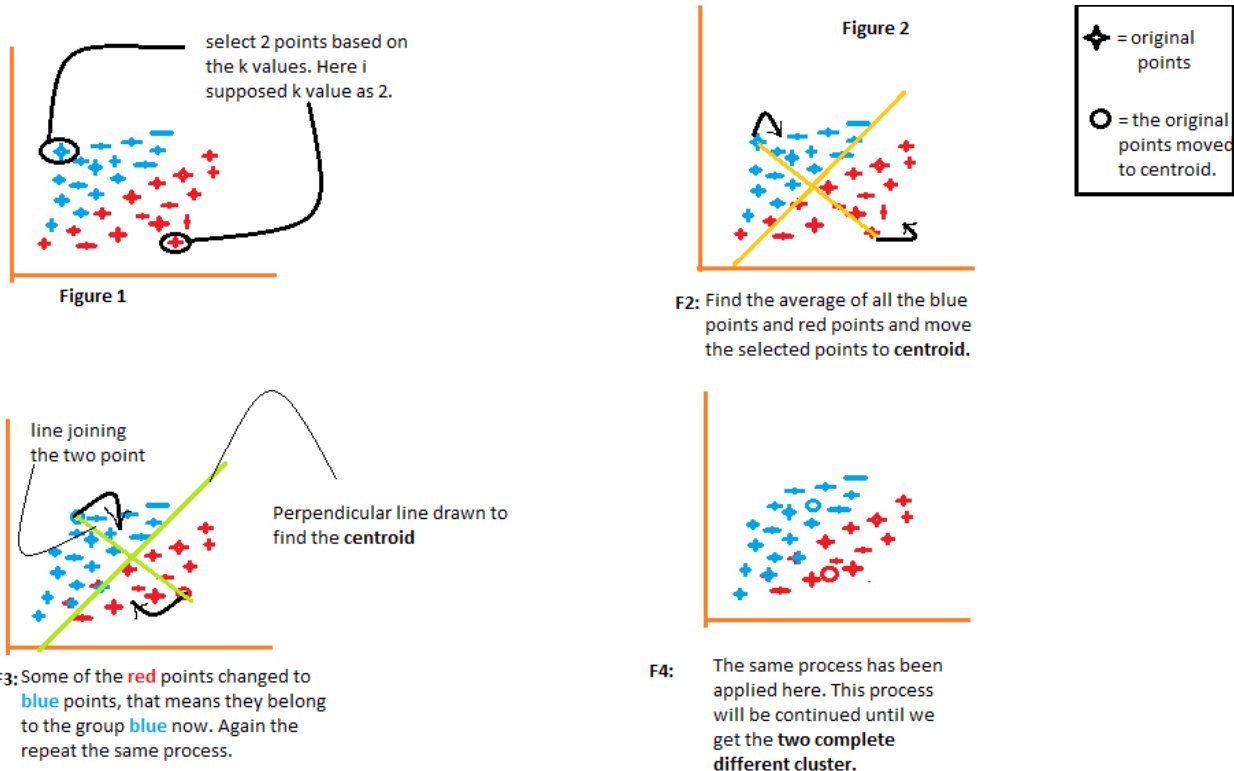 select 2 points based on
the k values. Here i
supposed k value as 2.
Figure 1
Figure 2
= original
points
= the original
points moved
to centroid.
F2: Find the average of all the blue
points and red points and move
the selected points to centroid.
line joining
the two point
Perpendicular line drawn to
find the centroid
F3: Some of the red points changed to
blue points, that means they belong
to the group blue now. Again the
repeat the same process.
F4: The same process has been
applied here. This process
will be continued until we
get the two complete
different cluster.